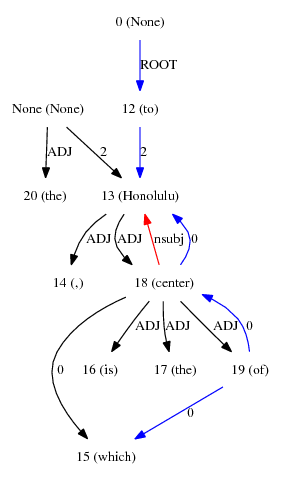 0 (None)
ROOT
None (None) 12 (to)
ADJ 2 2
20 (the) 13 (Honolulu)
ADJ ADJ nsubj 0
14 (,) 18 (center)
0 ADJ ADJ ADJ 0
16 (is) 17 (the) 19 (of)
0
15 (which)